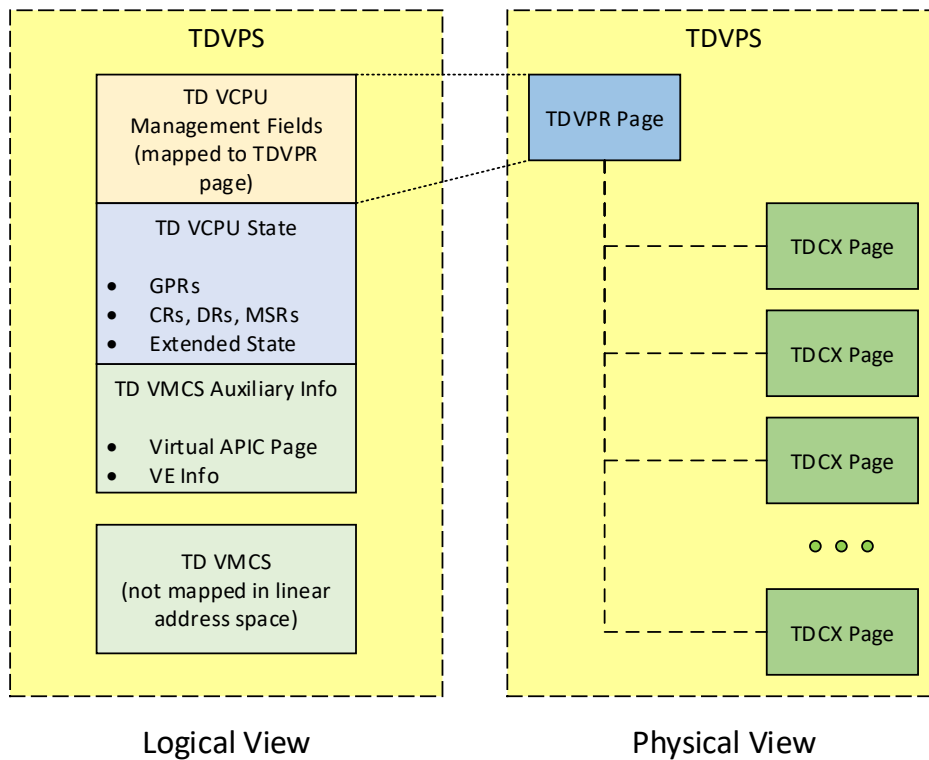 TDVPS
TD VCPU
Management Fields
(mapped to TDVPR
page)
TD VCPU State
• GPRs
• CRs, DRs, MSRs
• Extended State
TD VMCS Auxiliary Info
• Virtual APIC Page
• VE Info
TD VMCS
(not mapped in linear
address space)
Logical View
TDVPS
TDVPR Page
TDCX Page
TDCX Page
TDCX Page
TDCX Page
Physical View